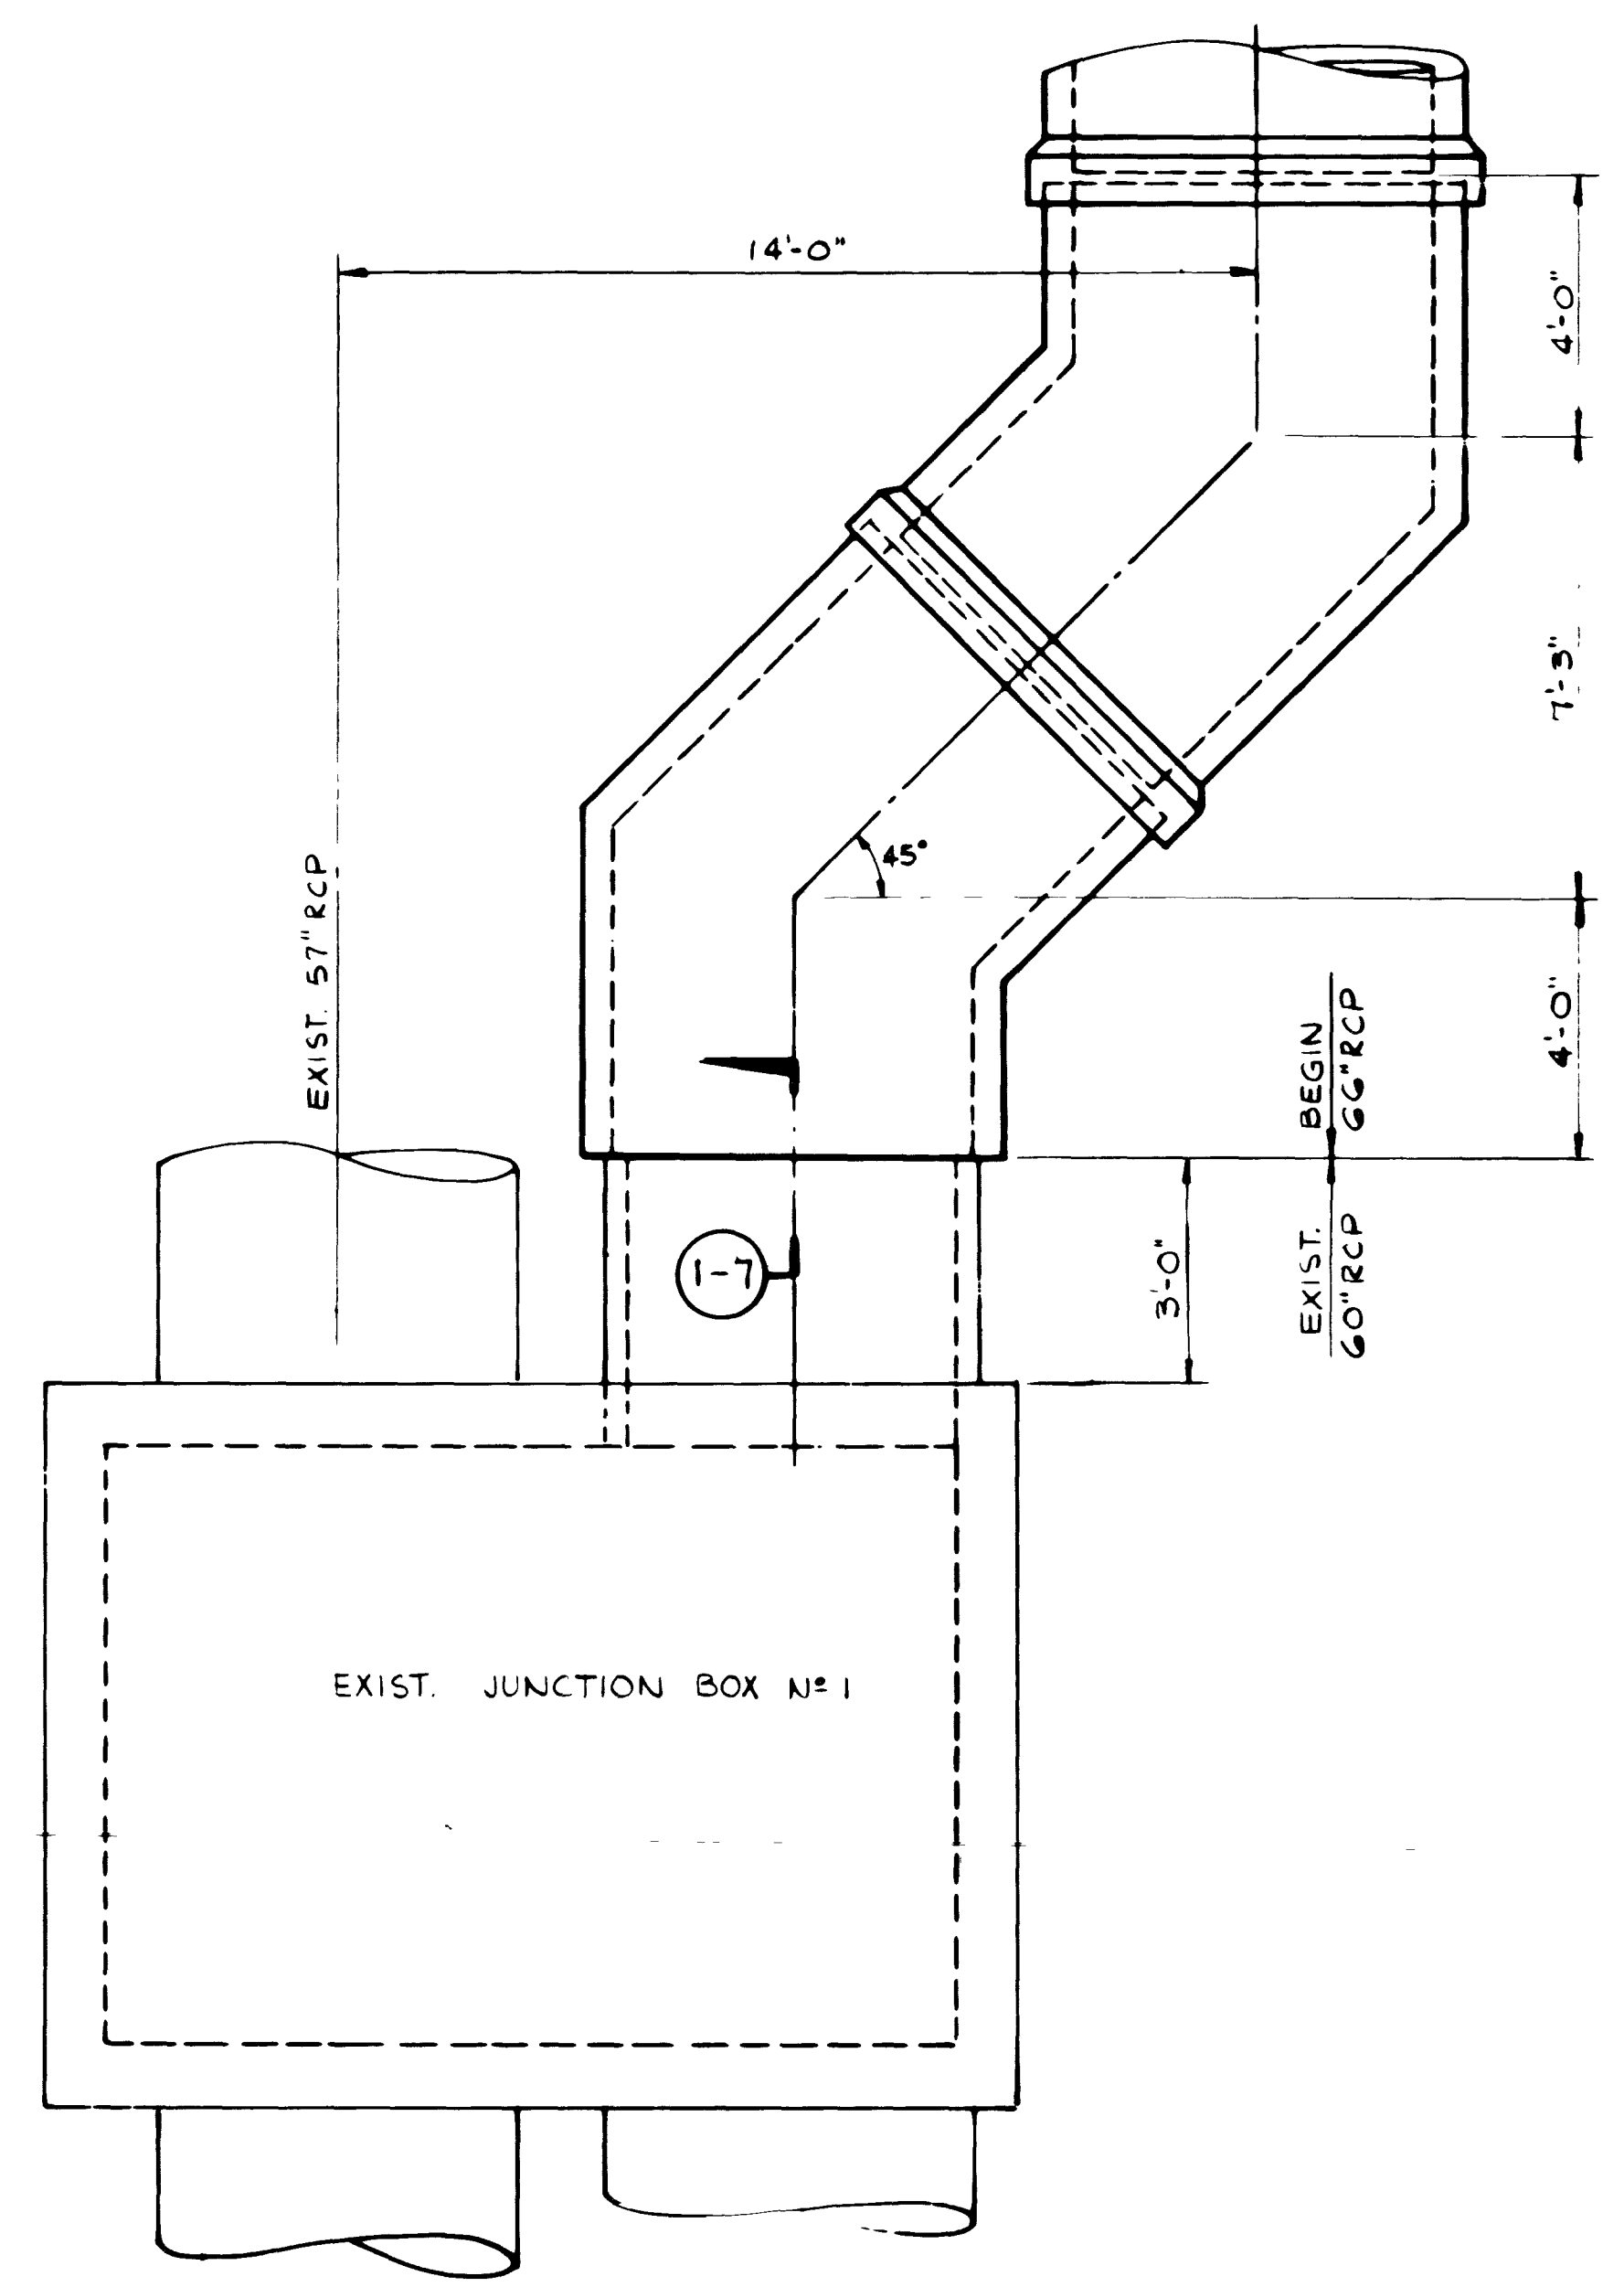 14'-0"
4'-0"
7'-3"
45°
EXIST. 57" RCP
4'-0"
BEGIN
66" RCP
EXIST.
60" RCP
3'-0"
1-7
EXIST. JUNCTION BOX Nº 1